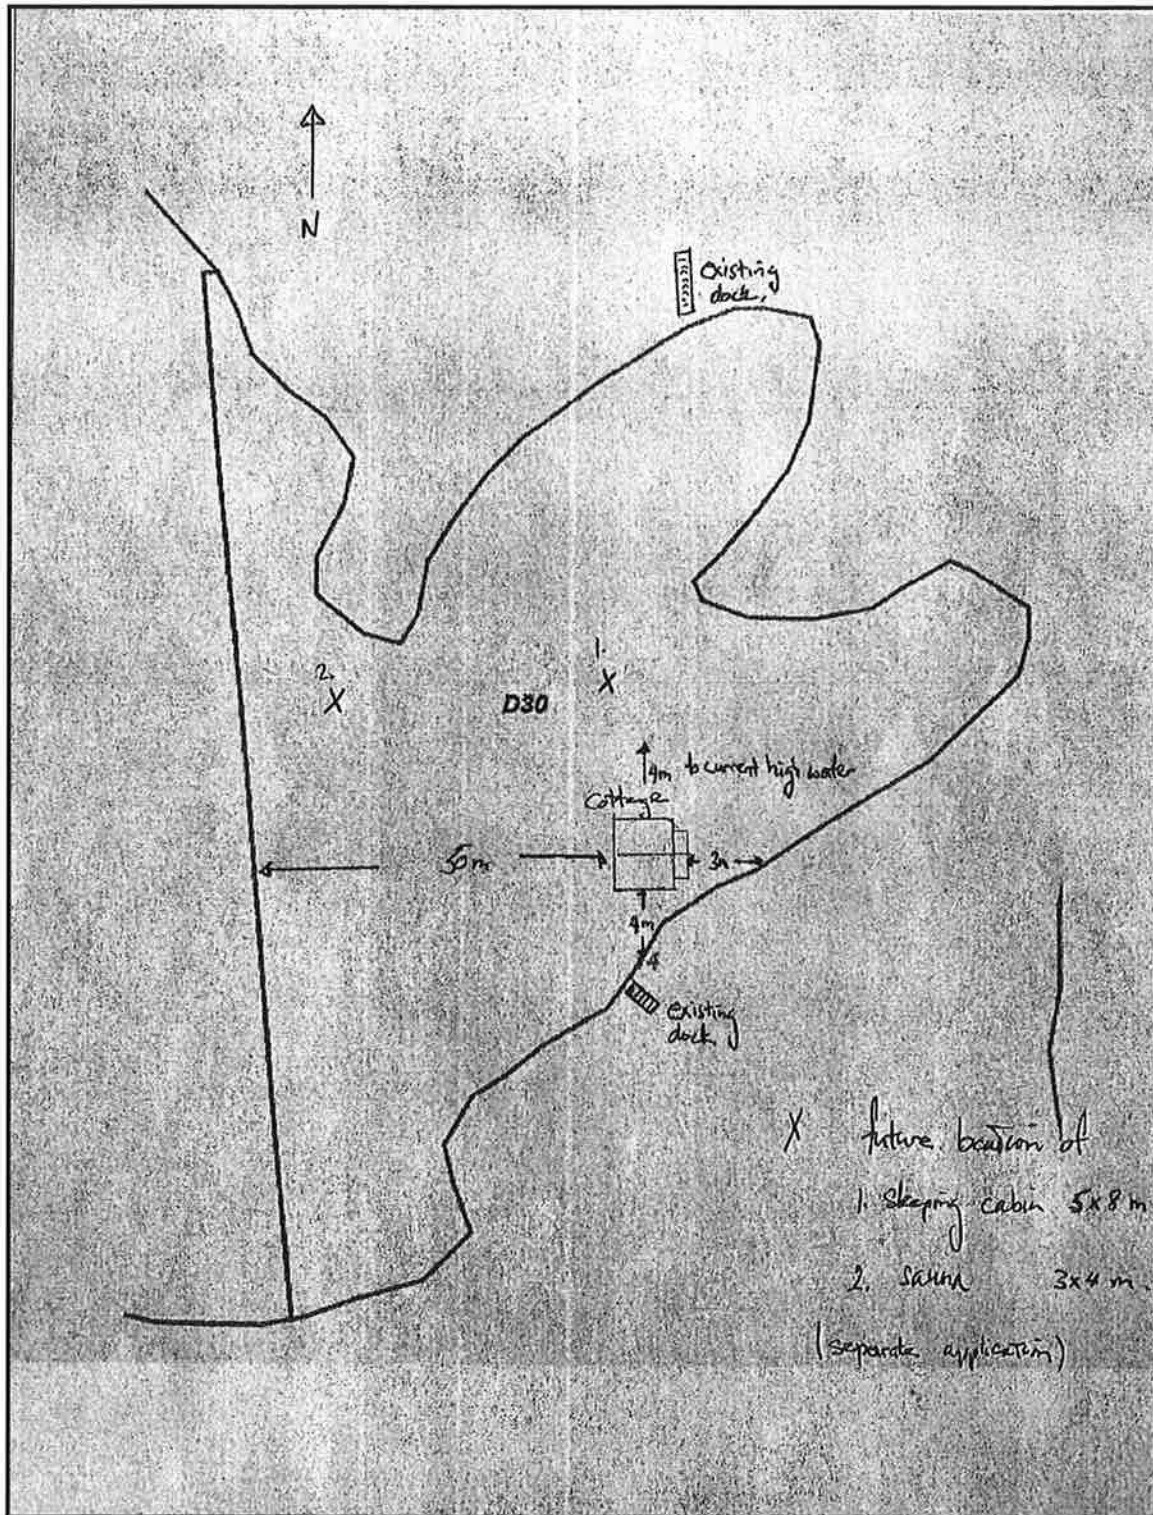 N
existing
dock,
1.
X
2.
X
D30
4m to current high water
Cottage
50 m
3m
4m
existing
dock
X future location of
1. sleeping cabin 5x8 m
2. sauna 3x4 m.
(separate application)